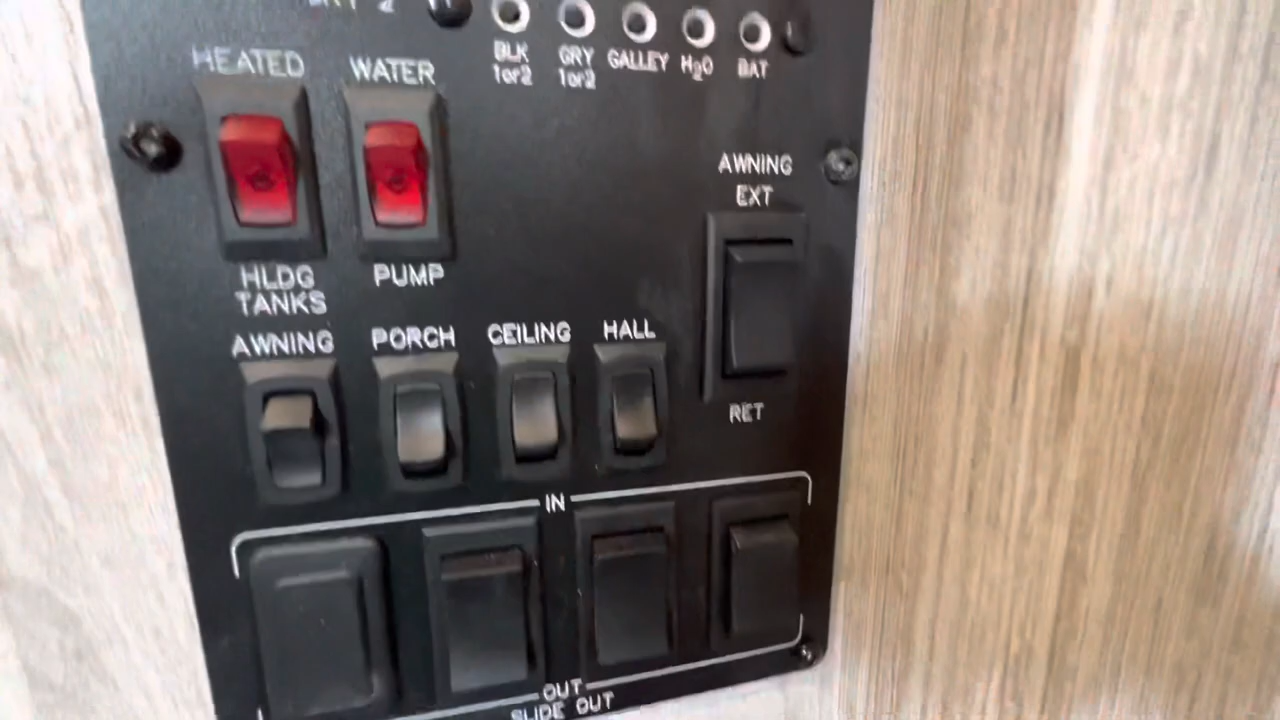 BLK GRY GALLEY H₂O BAT
1or2 1or2
HEATED WATER
AWNING
EXT
HLDG PUMP
TANKS
AWNING PORCH CEILING HALL
RET
IN
OUT
SLIDE OUT